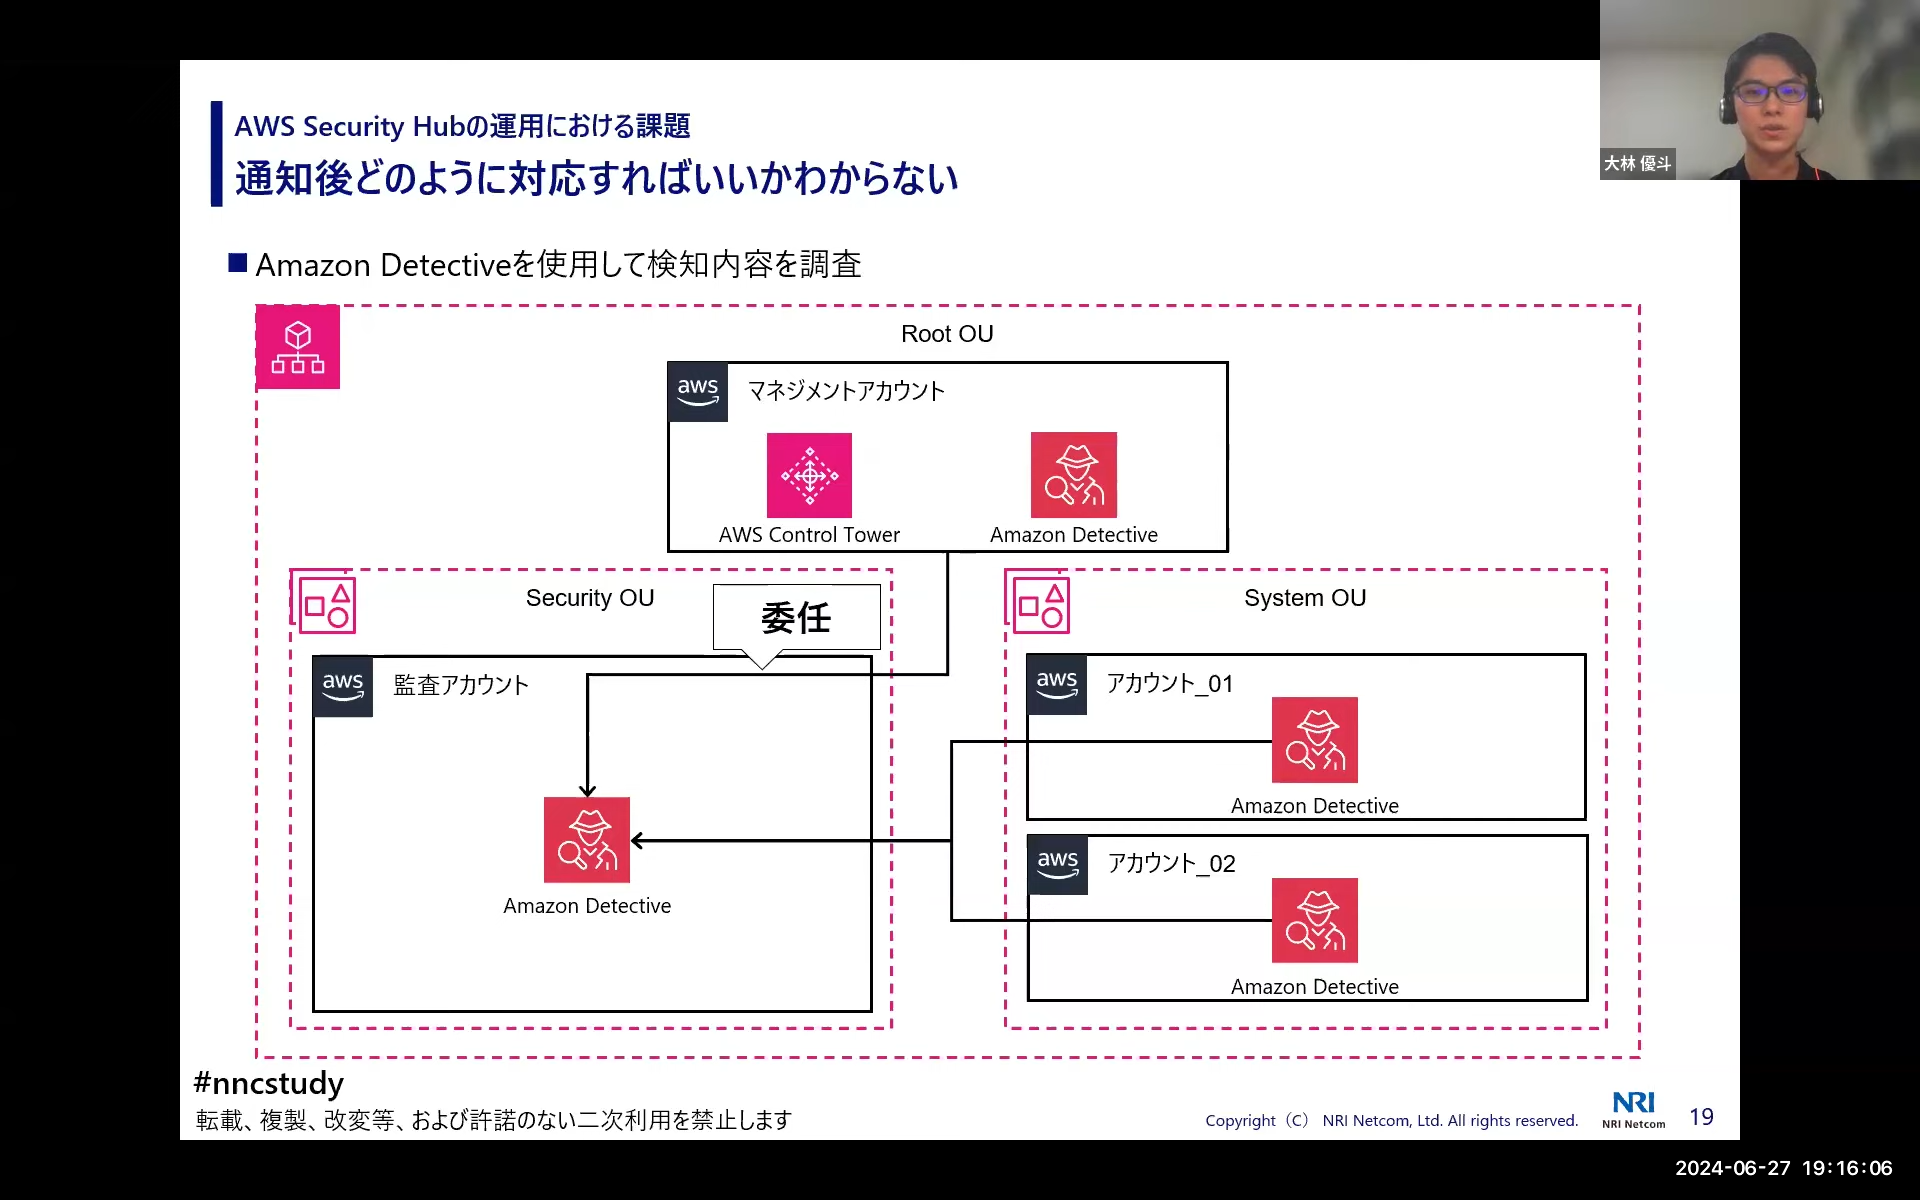 大林 優斗
AWS Security Hubの運用における課題
通知後どのように対応すればいいかわからない
Amazon Detectiveを使用して検知内容を調査
Root OU
aws
マネジメントアカウント
AWS Control Tower
Amazon Detective
Security OU
委任
aws
監査アカウント
Amazon Detective
System OU
aws
アカウント_01
Amazon Detective
aws
アカウント_02
Amazon Detective
#nncstudy
転載、複製、改変等、および許諾のない二次利用を禁止します
Copyright（C） NRI Netcom, Ltd. All rights reserved.
NRI
NRI Netcom
19
2024-06-27 19:16:06